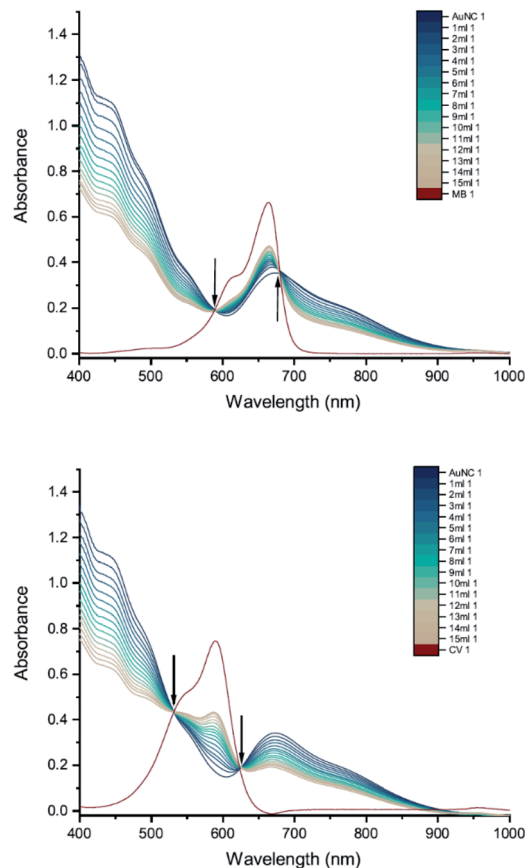 AuNC 1
1ml 1
2ml 1
3ml 1
4ml 1
5ml 1
6ml 1
7ml 1
8ml 1
9ml 1
10ml 1
11ml 1
12ml 1
13ml 1
14ml 1
15ml 1
MB 1
1.4
1.2
1.0
0.8
0.6
0.4
0.2
0.0
Absorbance
400 500 600 700 800 900 1000
Wavelength (nm)
AuNC 1
1ml 1
2ml 1
3ml 1
4ml 1
5ml 1
6ml 1
7ml 1
8ml 1
9ml 1
10ml 1
11ml 1
12ml 1
13ml 1
14ml 1
15ml 1
CV 1
1.4
1.2
1.0
0.8
0.6
0.4
0.2
0.0
Absorbance
400 500 600 700 800 900 1000
Wavelength (nm)